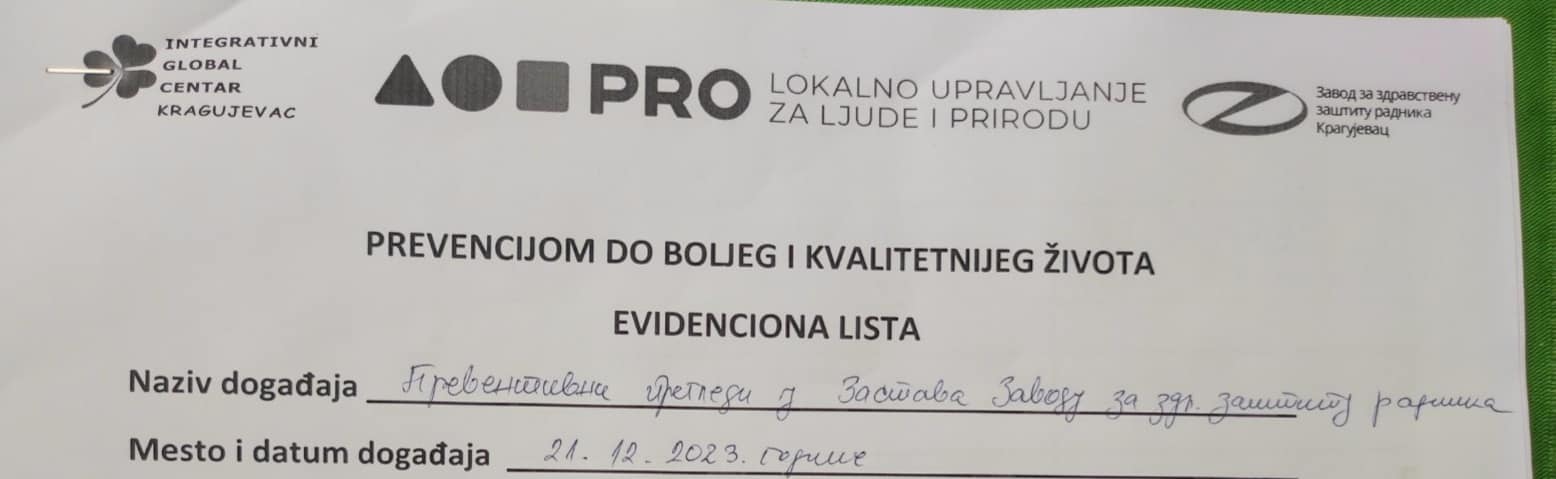 INTEGRATIVNI
GLOBAL
CENTAR
KRAGUJEVAC
PRO
LOKALNO UPRAVLJANJE
ZA LJUDE I PRIRODU
Завод за здравствену
заштиту радника
Крагујевац
PREVENCIJOM DO BOLJEG I KVALITETNIJEG ŽIVOTA
EVIDENCIONA LISTA
Naziv događaja Превентивни прегледи у Застава Заводу за здр. заштиту радника
Mesto i datum događaja 21. 12. 2023. године